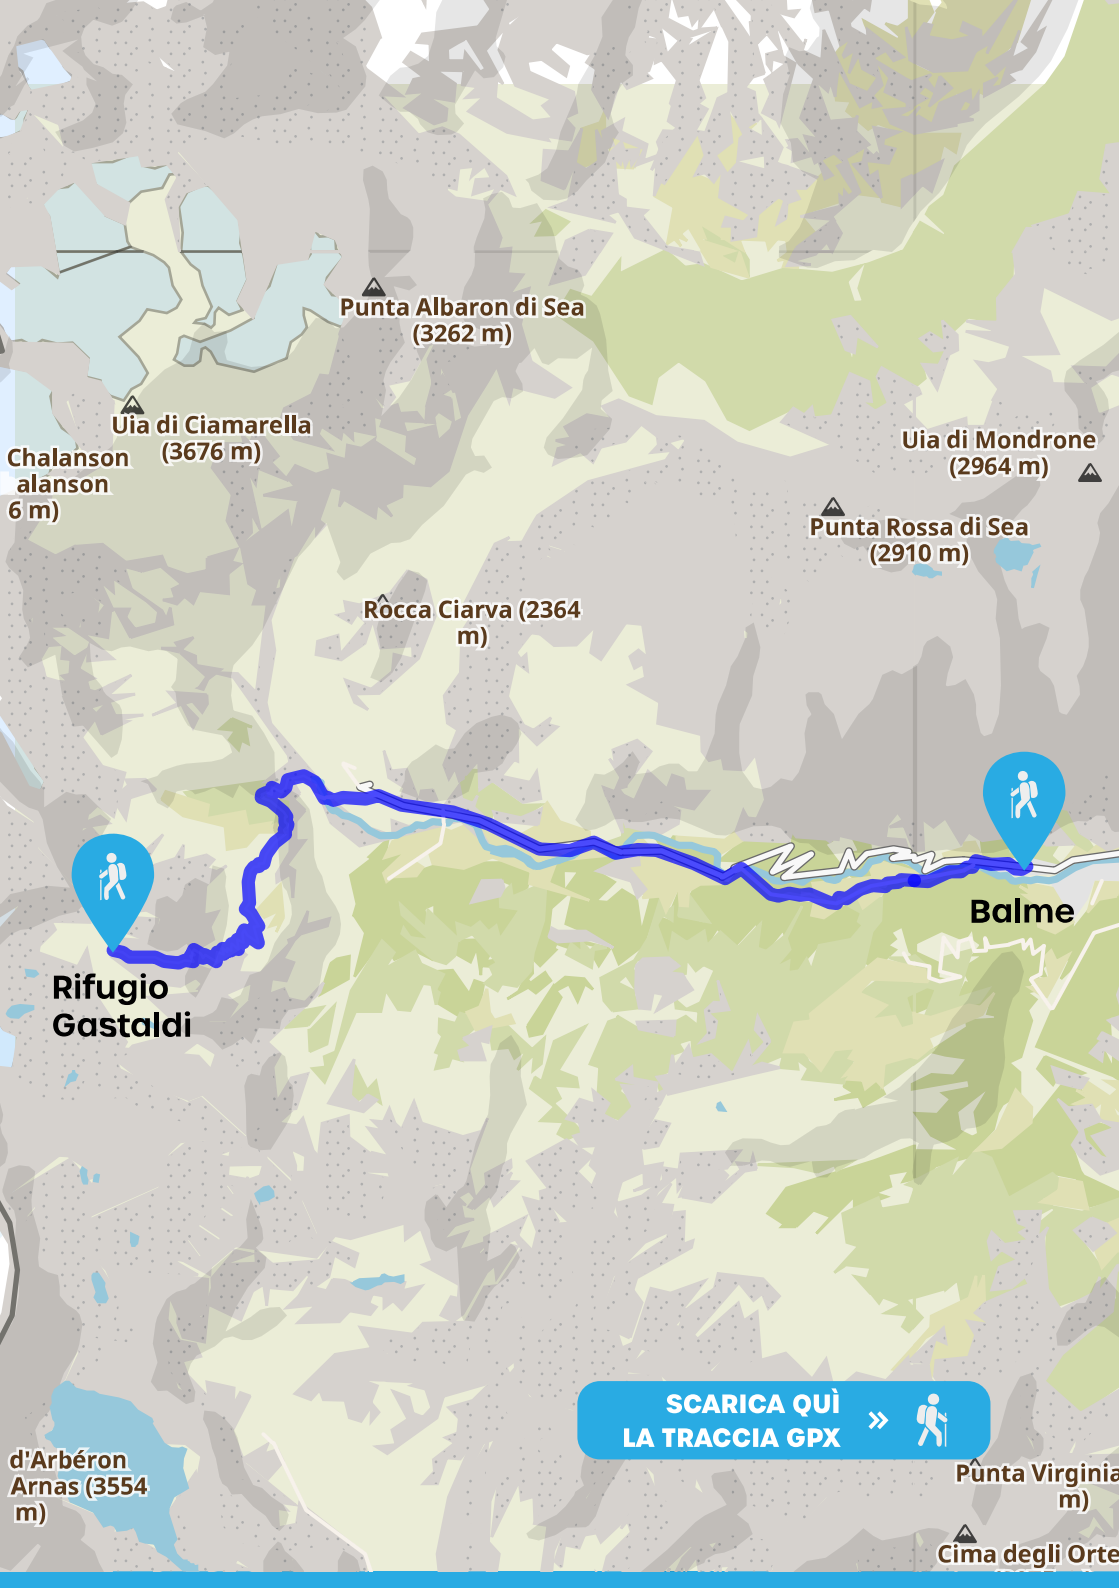 Punta Albaron di Sea
(3262 m)
Uia di Ciamarella
(3676 m)
Chalanson
alanson
6 m)
Uia di Mondrone
(2964 m)
Punta Rossa di Sea
(2910 m)
Rocca Ciarva (2364
m)
Balme
Rifugio
Gastaldi
SCARICA QUÌ
LA TRACCIA GPX
»
d'Arbéron
Arnas (3554
m)
Punta Virginia
m)
Cima degli Orte